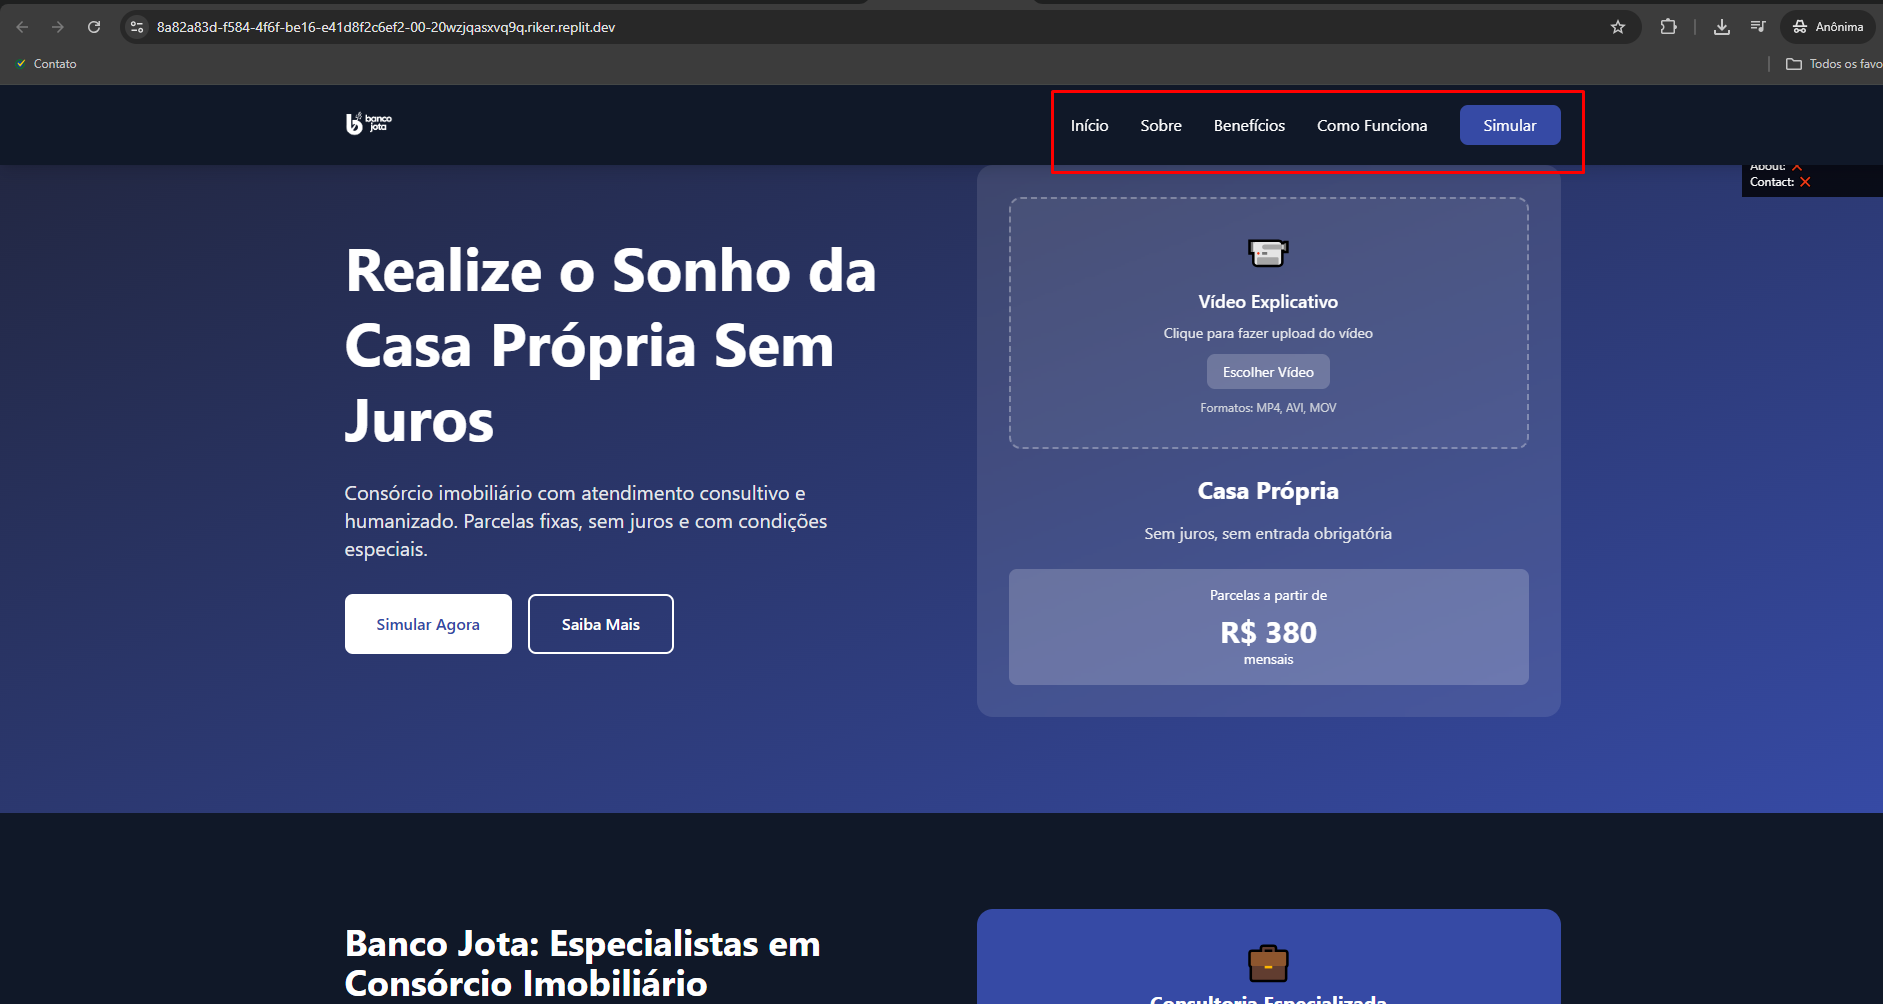 8a82a83d-f584-4f6f-be16-e41d8f2c6ef2-00-20wzjqasxvq9q.riker.replit.dev
Anônima
Contato
Todos os favo
banco
jota
Início Sobre Benefícios Como Funciona Simular
About:
Contact:
Realize o Sonho da
Casa Própria Sem
Juros
Consórcio imobiliário com atendimento consultivo e
humanizado. Parcelas fixas, sem juros e com condições
especiais.
Simular Agora Saiba Mais
Vídeo Explicativo
Clique para fazer upload do vídeo
Escolher Vídeo
Formatos: MP4, AVI, MOV
Casa Própria
Sem juros, sem entrada obrigatória
Parcelas a partir de
R$ 380
mensais
Banco Jota: Especialistas em
Consórcio Imobiliário
Consultoria Especializada